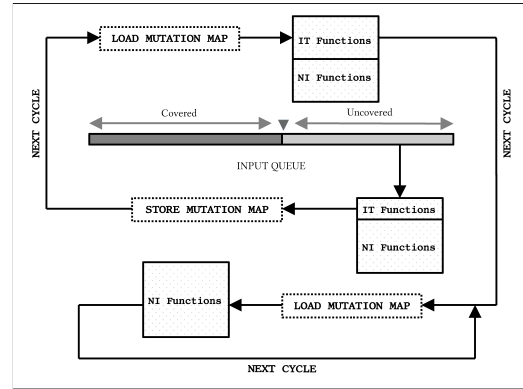 LOAD MUTATION MAP
IT Functions
NI Functions
NEXT CYCLE
NEXT CYCLE
Covered
Uncovered
INPUT QUEUE
STORE MUTATION MAP
IT Functions
NI Functions
NI Functions
LOAD MUTATION MAP
NEXT CYCLE